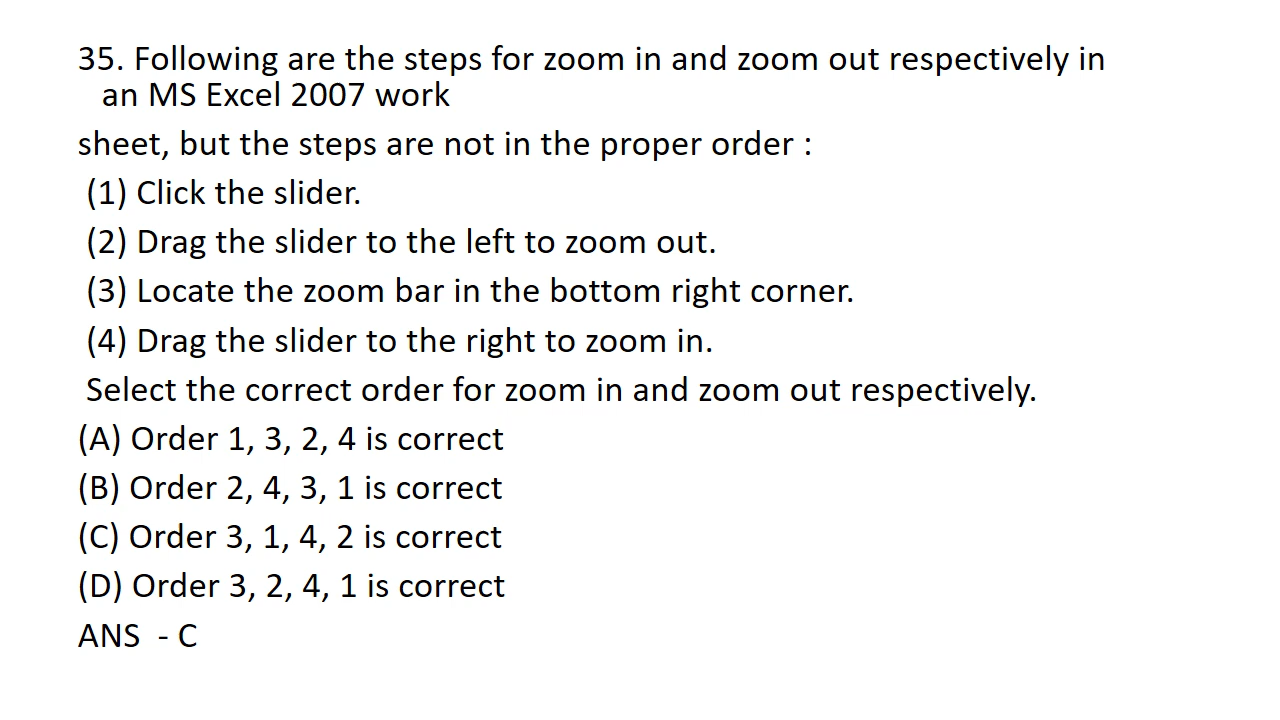 35. Following are the steps for zoom in and zoom out respectively in
an MS Excel 2007 work
sheet, but the steps are not in the proper order :
(1) Click the slider.
(2) Drag the slider to the left to zoom out.
(3) Locate the zoom bar in the bottom right corner.
(4) Drag the slider to the right to zoom in.
Select the correct order for zoom in and zoom out respectively.
(A) Order 1, 3, 2, 4 is correct
(B) Order 2, 4, 3, 1 is correct
(C) Order 3, 1, 4, 2 is correct
(D) Order 3, 2, 4, 1 is correct
ANS  - C